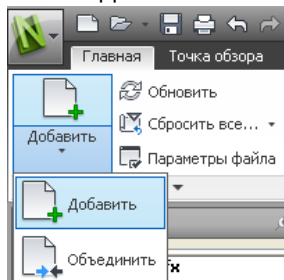 Главная Точка обзора
Обновить
Добавить
Сбросить все...
Параметры файла
Добавить
Объединить